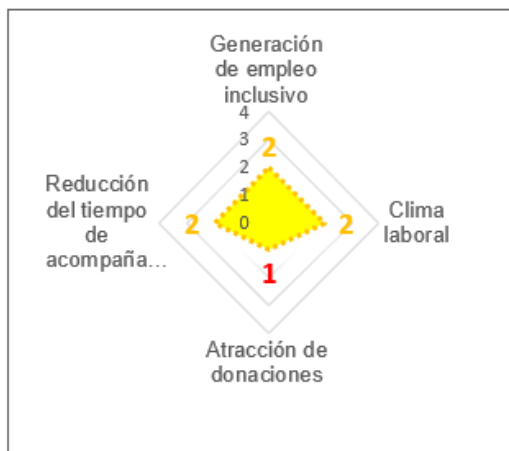 Generación
de empleo
inclusivo
4
3
2
2
1
0
Reducción
del tiempo
de
acompaña...
2
2
Clima
laboral
1
Atracción de
donaciones